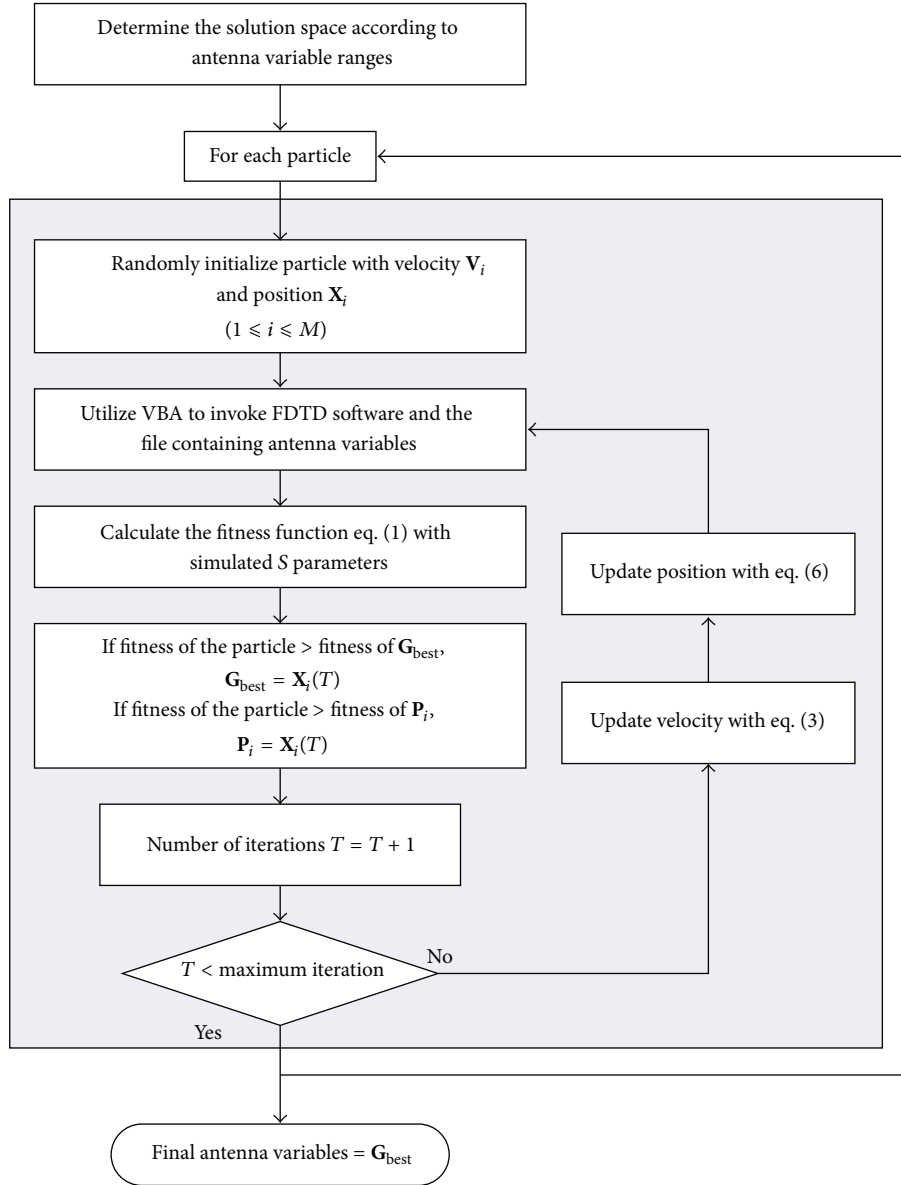 Determine the solution space according to
antenna variable ranges
For each particle
Randomly initialize particle with velocity V_i
and position X_i
(1 ⩽ i ⩽ M)
Utilize VBA to invoke FDTD software and the
file containing antenna variables
Calculate the fitness function eq. (1) with
simulated S parameters
If fitness of the particle > fitness of G_best,
G_best = X_i(T)
If fitness of the particle > fitness of P_i,
P_i = X_i(T)
Number of iterations T = T + 1
T < maximum iteration
No
Yes
Update position with eq. (6)
Update velocity with eq. (3)
Final antenna variables = G_best